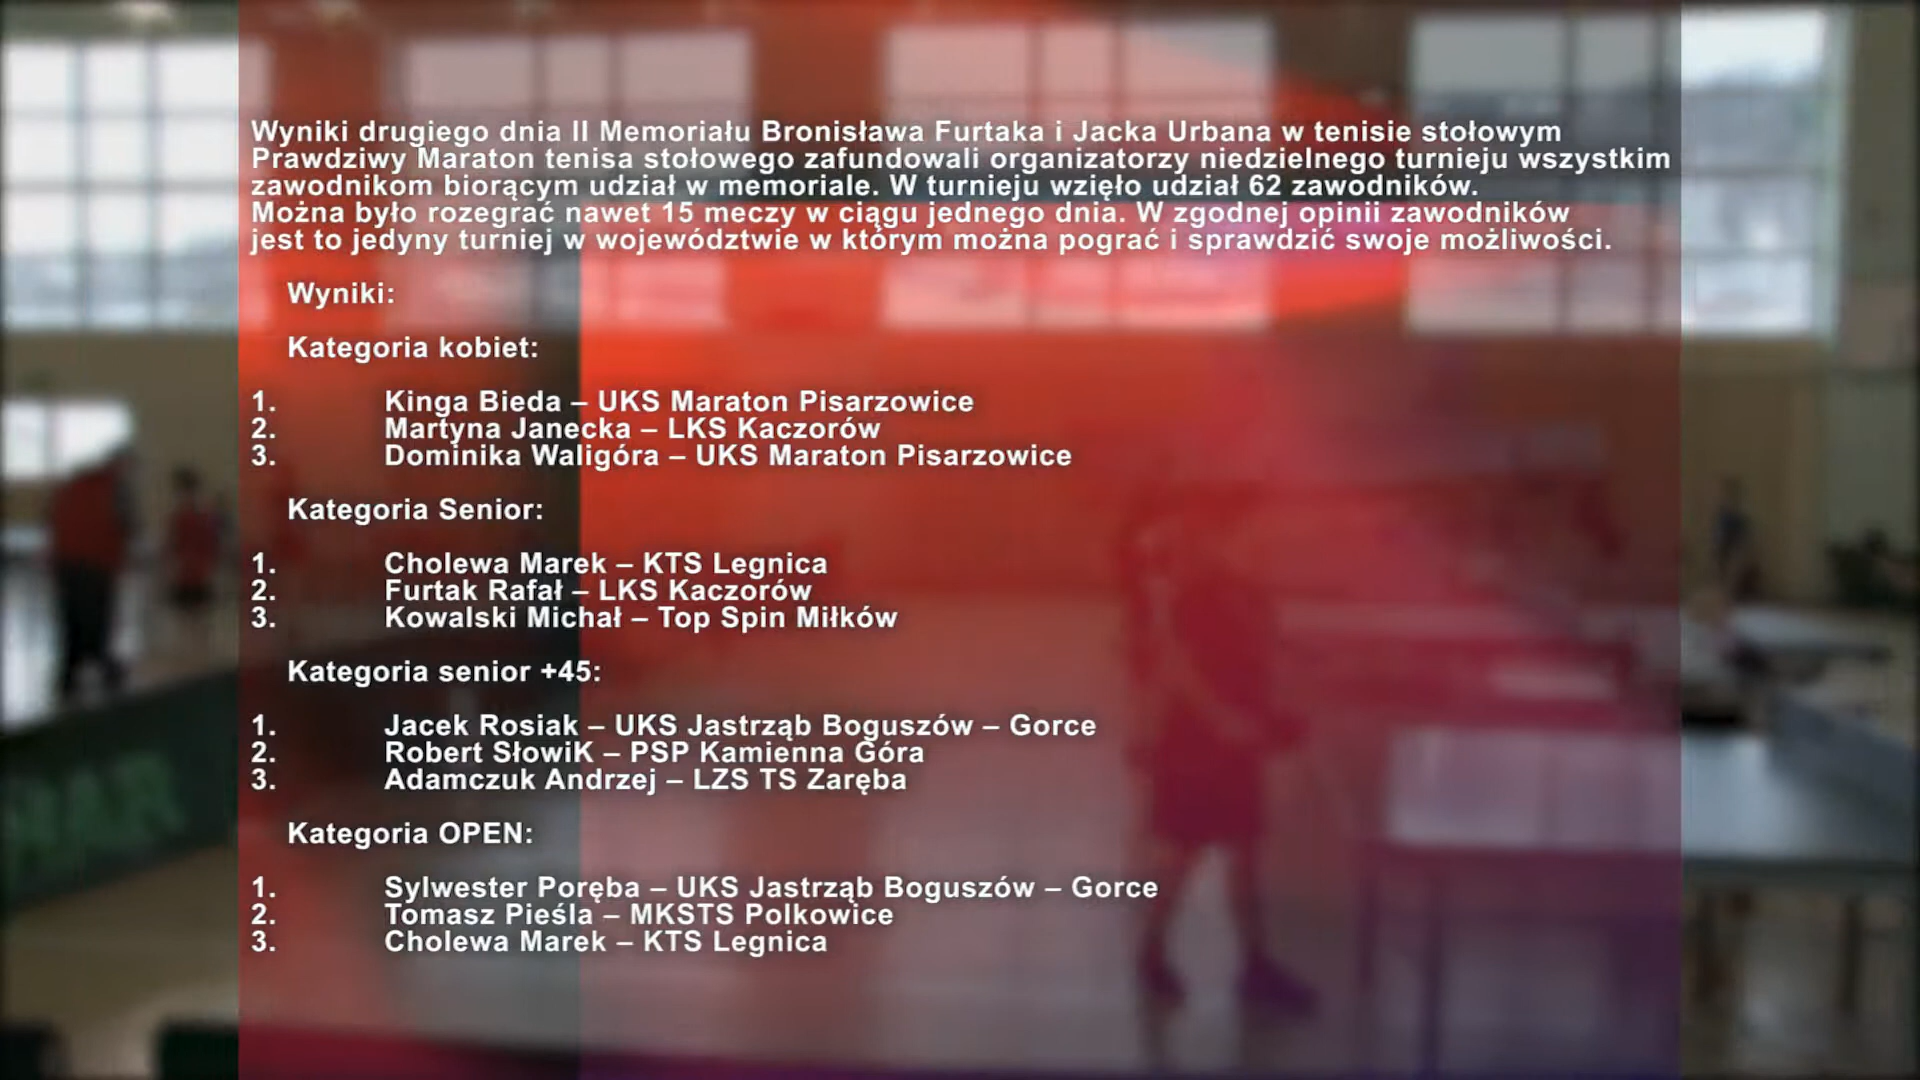 Wyniki drugiego dnia II Memoriału Bronisława Furtaka i Jacka Urbana w tenisie stołowym
Prawdziwy Maraton tenisa stołowego zafundowali organizatorzy niedzielnego turnieju wszystkim
zawodnikom biorącym udział w memoriale. W turnieju wzięło udział 62 zawodników.
Można było rozegrać nawet 15 meczy w ciągu jednego dnia. W zgodnej opinii zawodników
jest to jedyny turniej w województwie w którym można pograć i sprawdzić swoje możliwości.
Wyniki:
Kategoria kobiet:
1. Kinga Bieda – UKS Maraton Pisarzowice
2. Martyna Janecka – LKS Kaczorów
3. Dominika Waligóra – UKS Maraton Pisarzowice
Kategoria Senior:
1. Cholewa Marek – KTS Legnica
2. Furtak Rafał – LKS Kaczorów
3. Kowalski Michał – Top Spin Miłków
Kategoria senior +45:
1. Jacek Rosiak – UKS Jastrząb Boguszów – Gorce
2. Robert SłowiK – PSP Kamienna Góra
3. Adamczuk Andrzej – LZS TS Zaręba
Kategoria OPEN:
1. Sylwester Poręba – UKS Jastrząb Boguszów – Gorce
2. Tomasz Pieśla – MKSTS Polkowice
3. Cholewa Marek – KTS Legnica